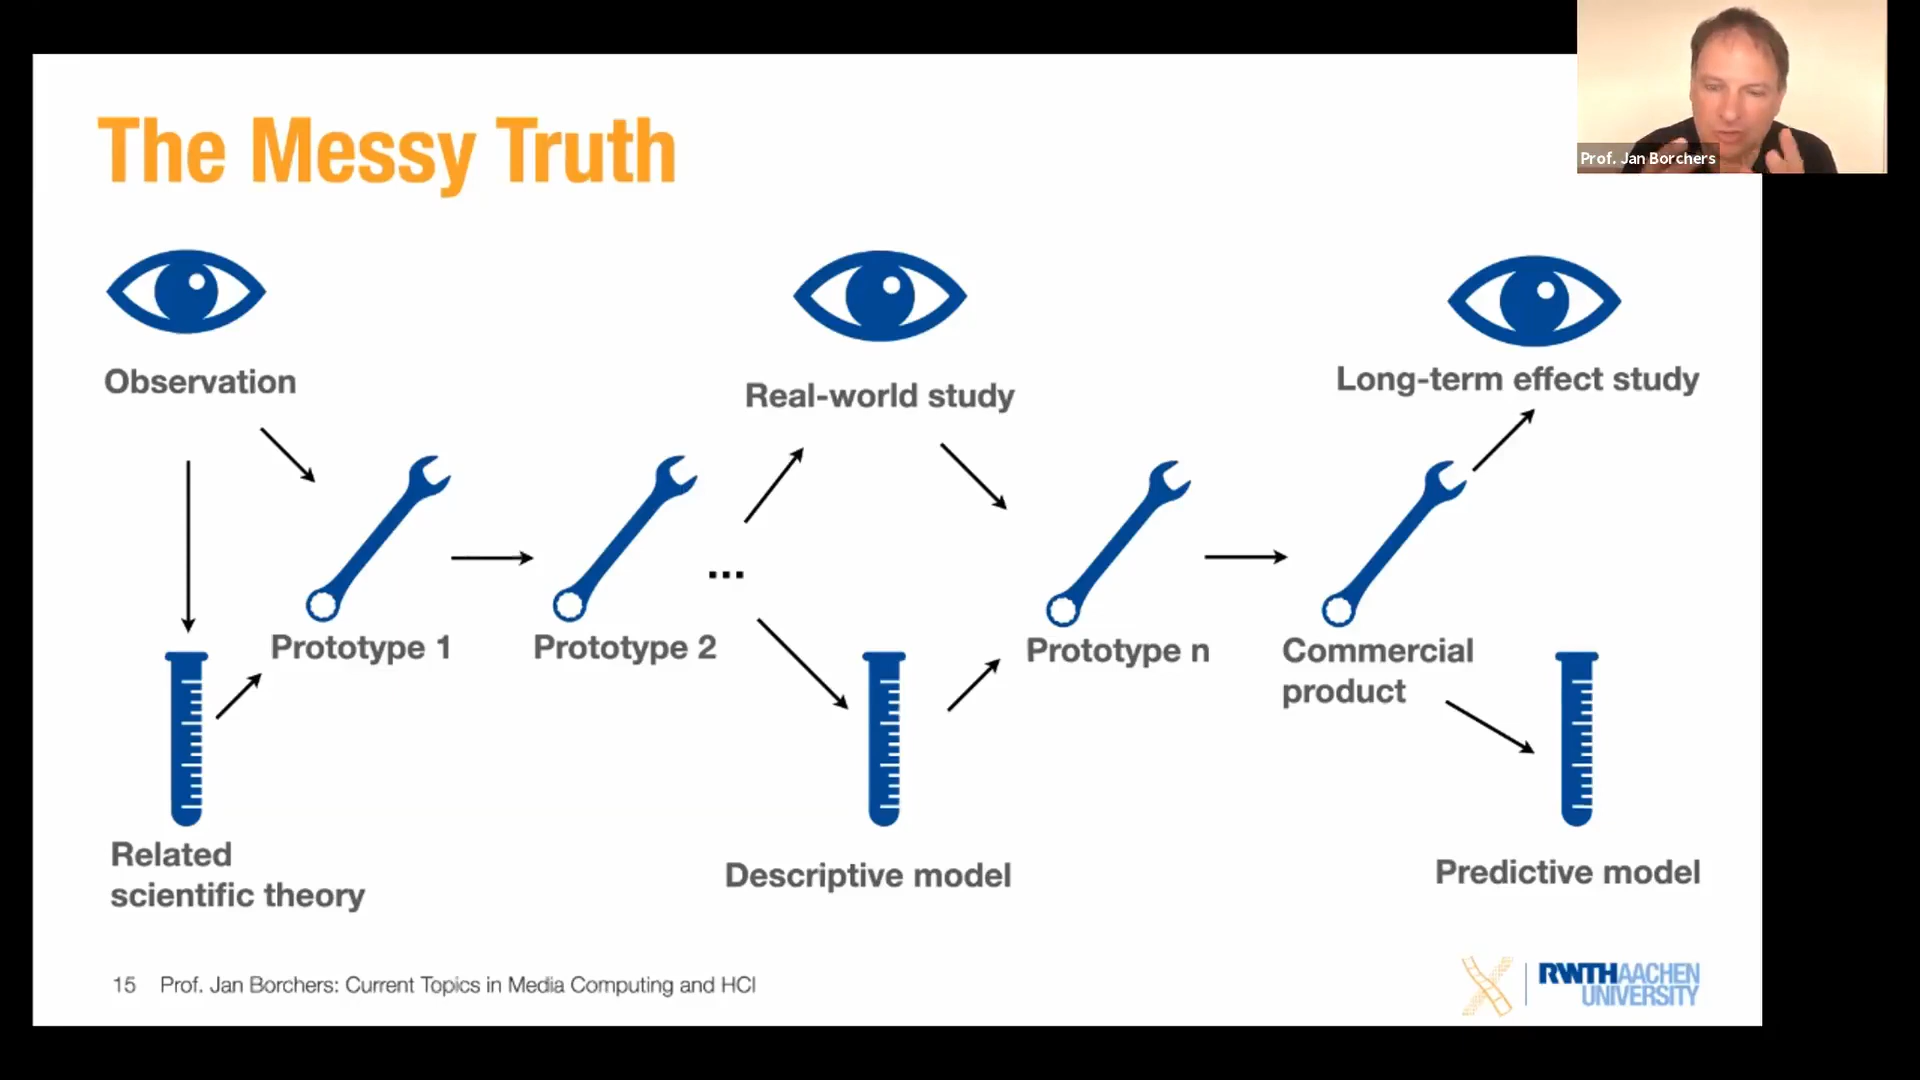 The Messy Truth
Prof. Jan Borchers
Observation
Real-world study
Long-term effect study
...
Prototype 1
Prototype 2
Prototype n
Commercial
product
Related
scientific theory
Descriptive model
Predictive model
15 Prof. Jan Borchers: Current Topics in Media Computing and HCI
RWTHAACHEN
UNIVERSITY